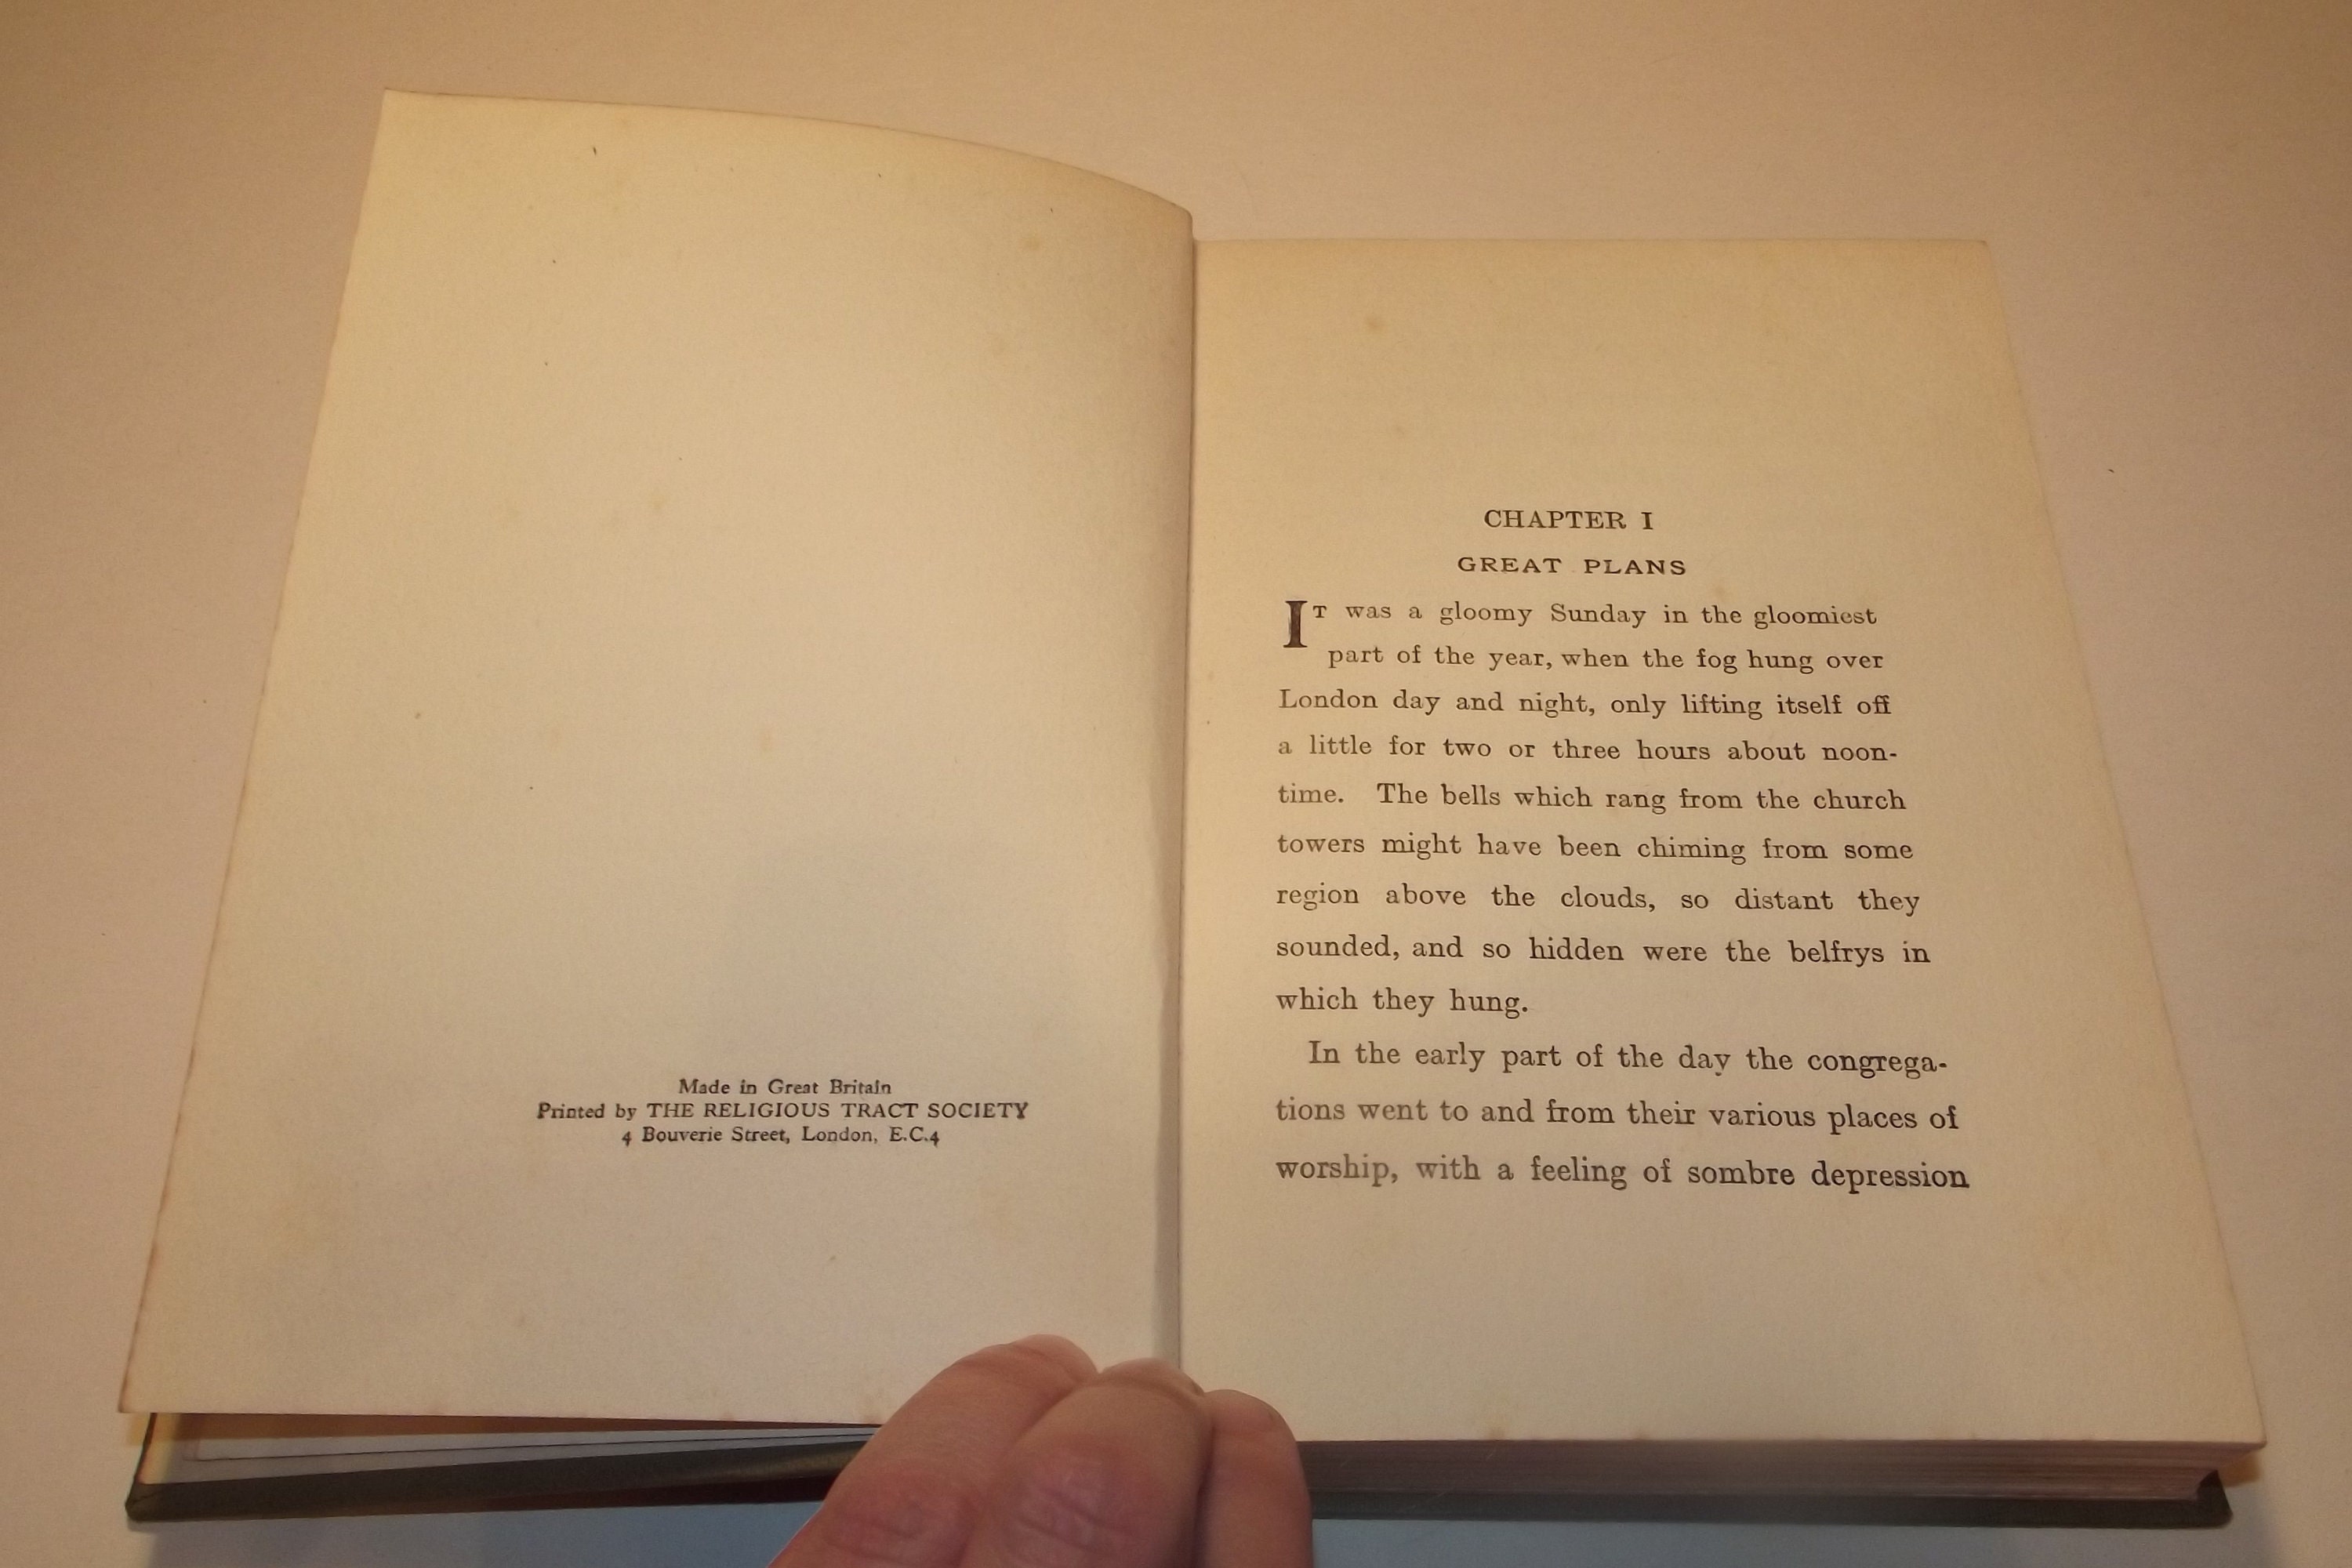 Made in Great Britain
Printed by THE RELIGIOUS TRACT SOCIETY
4 Bouverie Street, London, E.C.4
CHAPTER I
GREAT PLANS
IT was a gloomy Sunday in the gloomiest
part of the year, when the fog hung over
London day and night, only lifting itself off
a little for two or three hours about noon-
time. The bells which rang from the church
towers might have been chiming from some
region above the clouds, so distant they
sounded, and so hidden were the belfrys in
which they hung.
In the early part of the day the congrega-
tions went to and from their various places of
worship, with a feeling of sombre depression